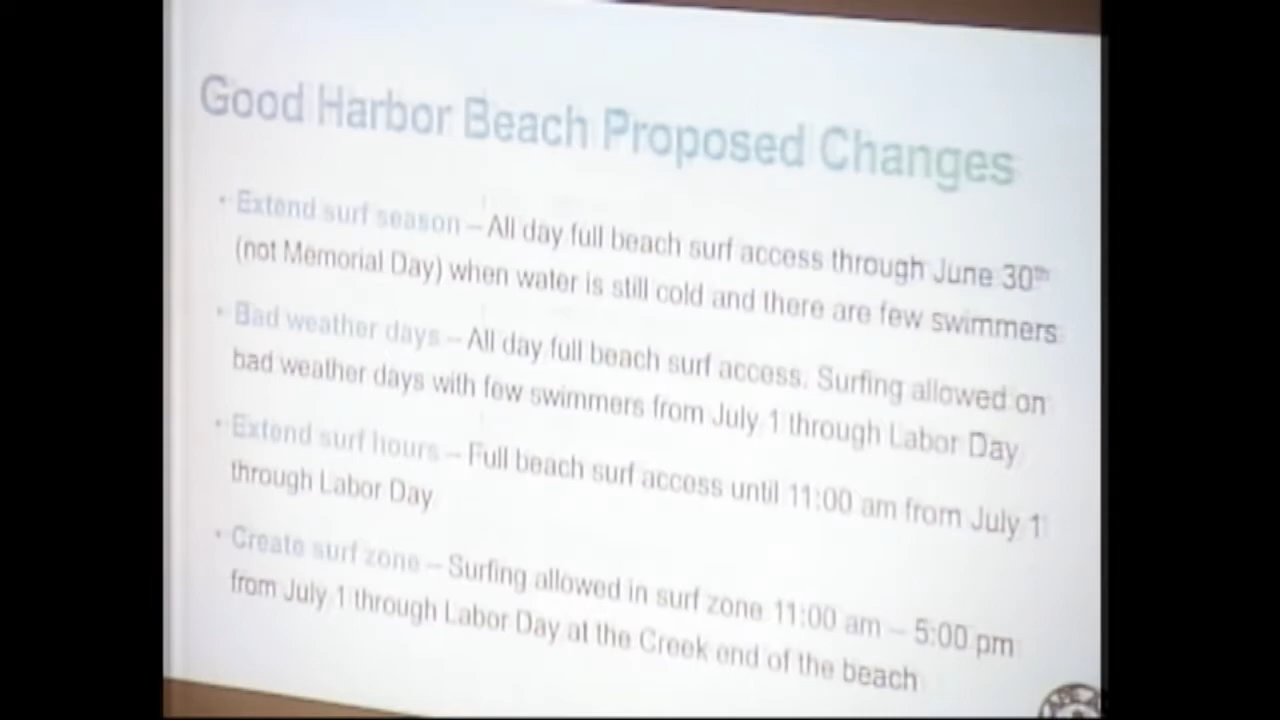 Good Harbor Beach Proposed Changes
• Extend surf season – All day full beach surf access through June 30th
(not Memorial Day) when water is still cold and there are few swimmers
• Bad weather days – All day full beach surf access. Surfing allowed on
bad weather days with few swimmers from July 1 through Labor Day
• Extend surf hours – Full beach surf access until 11:00 am from July 1
through Labor Day
• Create surf zone – Surfing allowed in surf zone 11:00 am – 5:00 pm
from July 1 through Labor Day at the Creek end of the beach